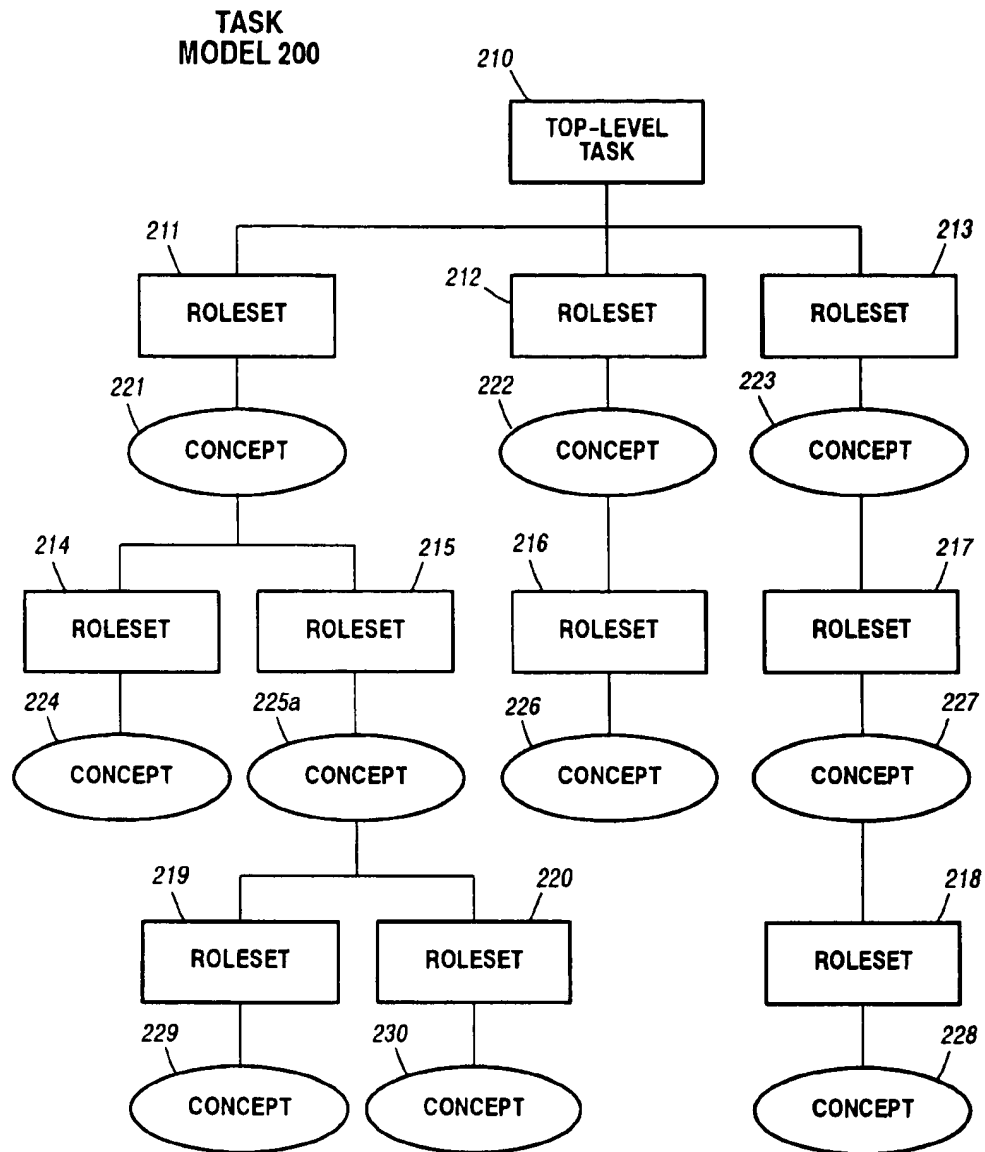 TASK
MODEL 200
210
TOP-LEVEL
TASK
211
212
213
ROLESET
ROLESET
ROLESET
221
222
223
CONCEPT
CONCEPT
CONCEPT
214
215
216
217
ROLESET
ROLESET
ROLESET
ROLESET
224
225a
226
227
CONCEPT
CONCEPT
CONCEPT
CONCEPT
219
220
218
ROLESET
ROLESET
ROLESET
229
230
228
CONCEPT
CONCEPT
CONCEPT